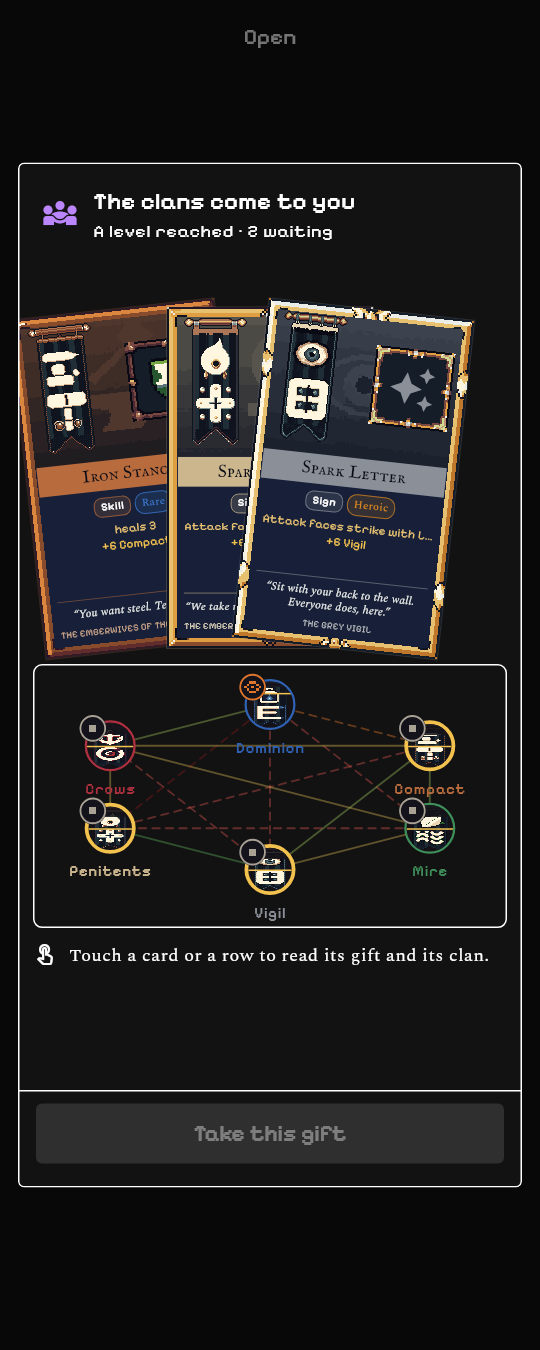 Open
The clans come to you
A level reached · 2 waiting
IRON STANC
Skill
Rare
heals 3
+6 Compact
"You want steel. Te
THE EMBERWIVES OF TH
SPAR
Attack fa
"We take
THE EMBER
SPARK LETTER
Sign
Heroic
Attack faces strike with L...
+6 Vigil
"Sit with your back to the wall.
Everyone does, here."
THE GREY VIGIL
Dominion
Crows
Compact
Penitents
Mire
Vigil
Touch a card or a row to read its gift and its clan.
Take this gift